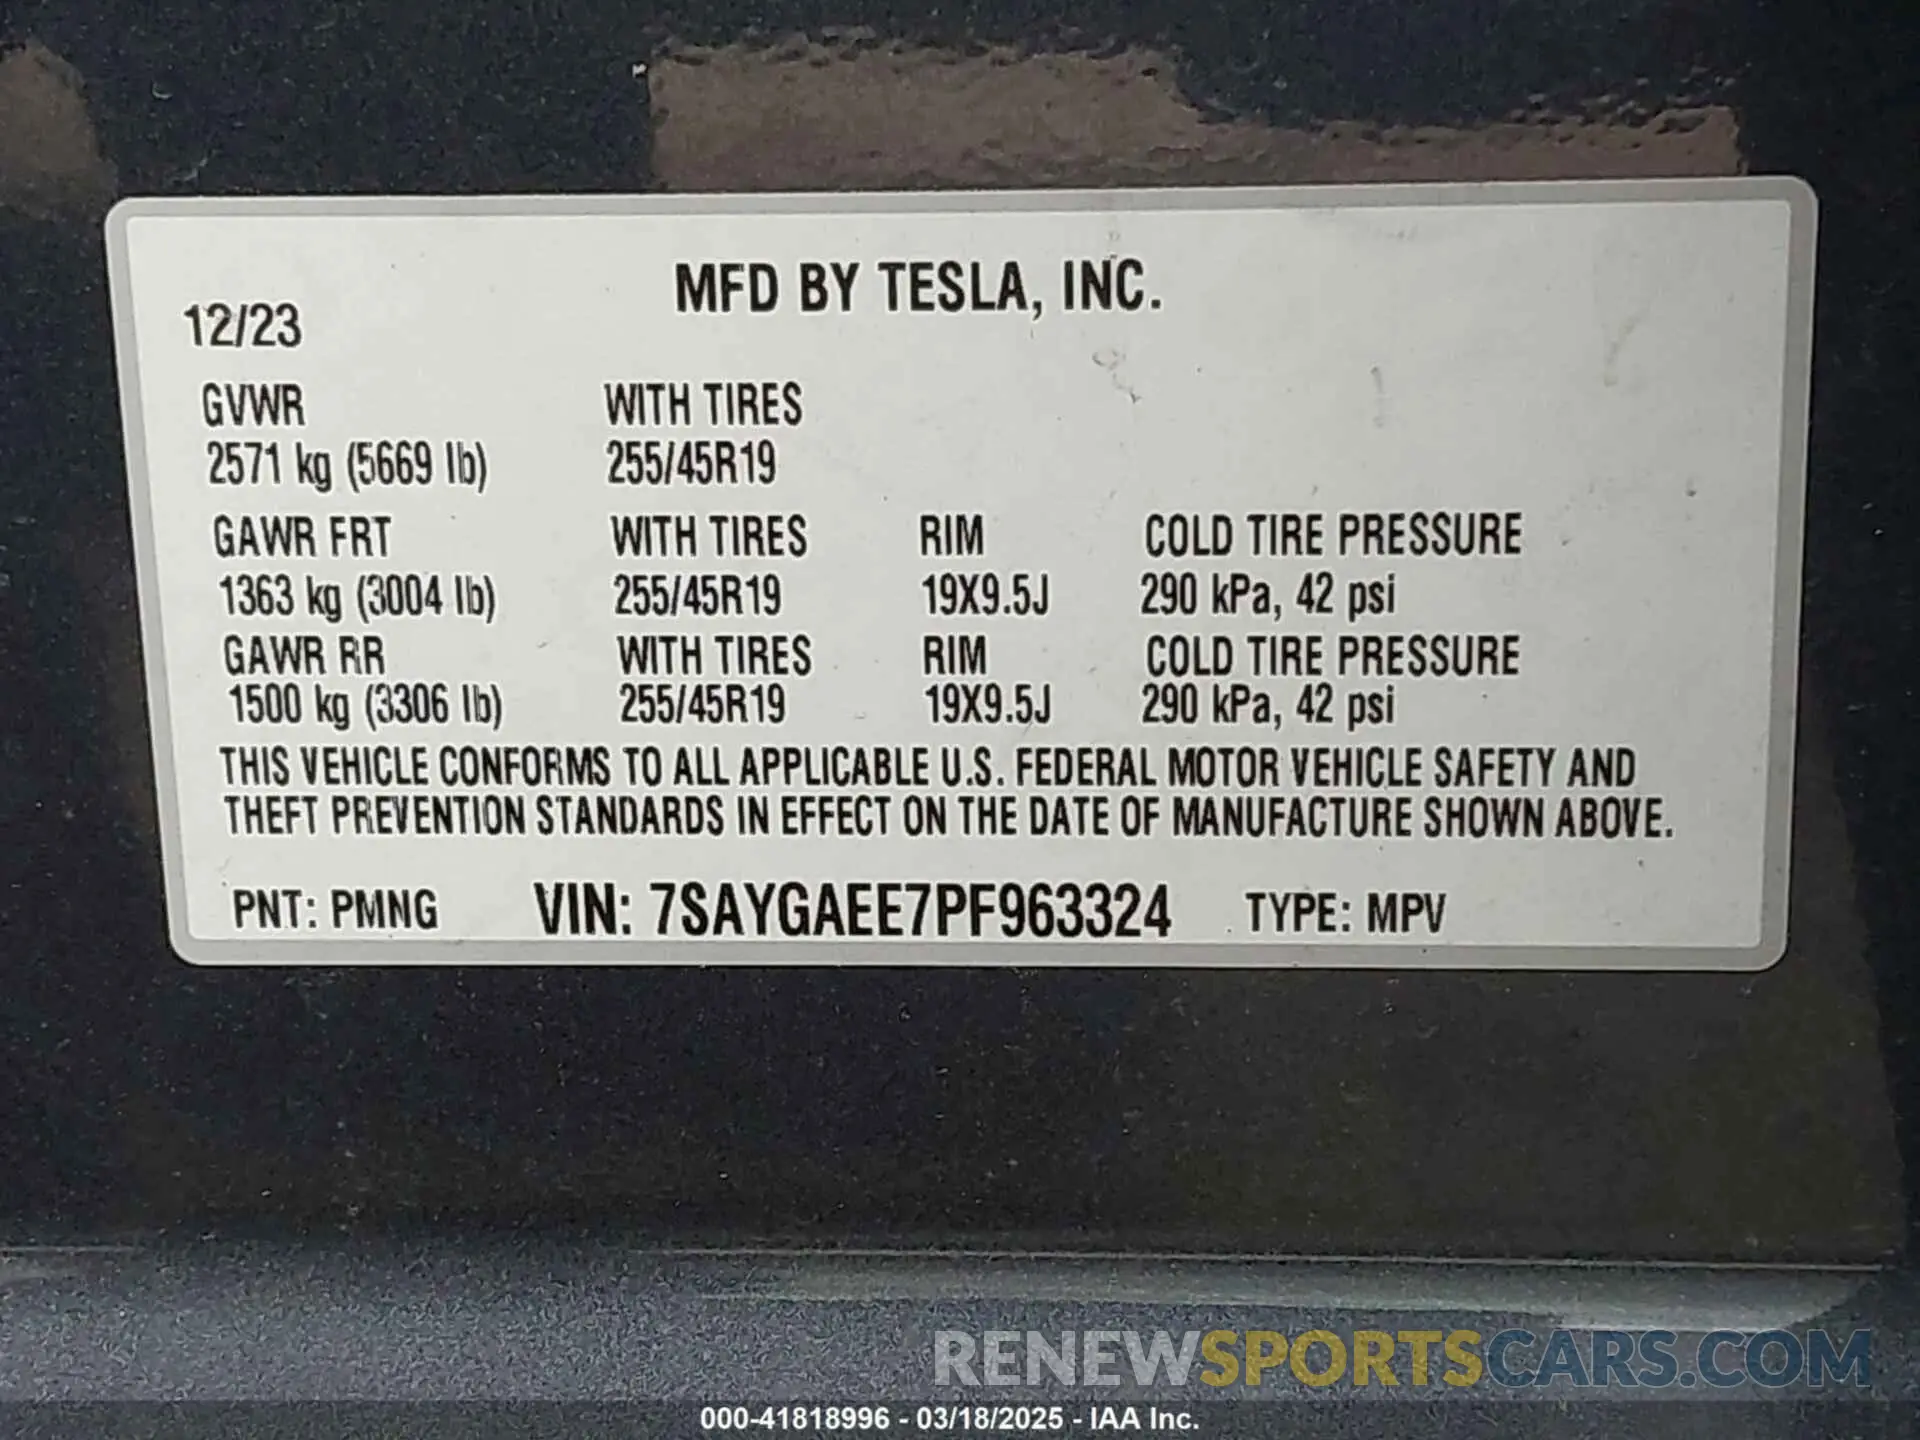 MFD BY TESLA, INC.
12/23
GVWR WITH TIRES
2571 kg (5669 lb) 255/45R19
GAWR FRT WITH TIRES RIM COLD TIRE PRESSURE
1363 kg (3004 lb) 255/45R19 19X9.5J 290 kPa, 42 psi
GAWR RR WITH TIRES RIM COLD TIRE PRESSURE
1500 kg (3306 lb) 255/45R19 19X9.5J 290 kPa, 42 psi
THIS VEHICLE CONFORMS TO ALL APPLICABLE U.S. FEDERAL MOTOR VEHICLE SAFETY AND
THEFT PREVENTION STANDARDS IN EFFECT ON THE DATE OF MANUFACTURE SHOWN ABOVE.
PNT: PMNG VIN: 7SAYGAEE7PF963324 TYPE: MPV
RENEWSPORTSCARS.COM
000-41818996 - 03/18/2025 - IAA Inc.